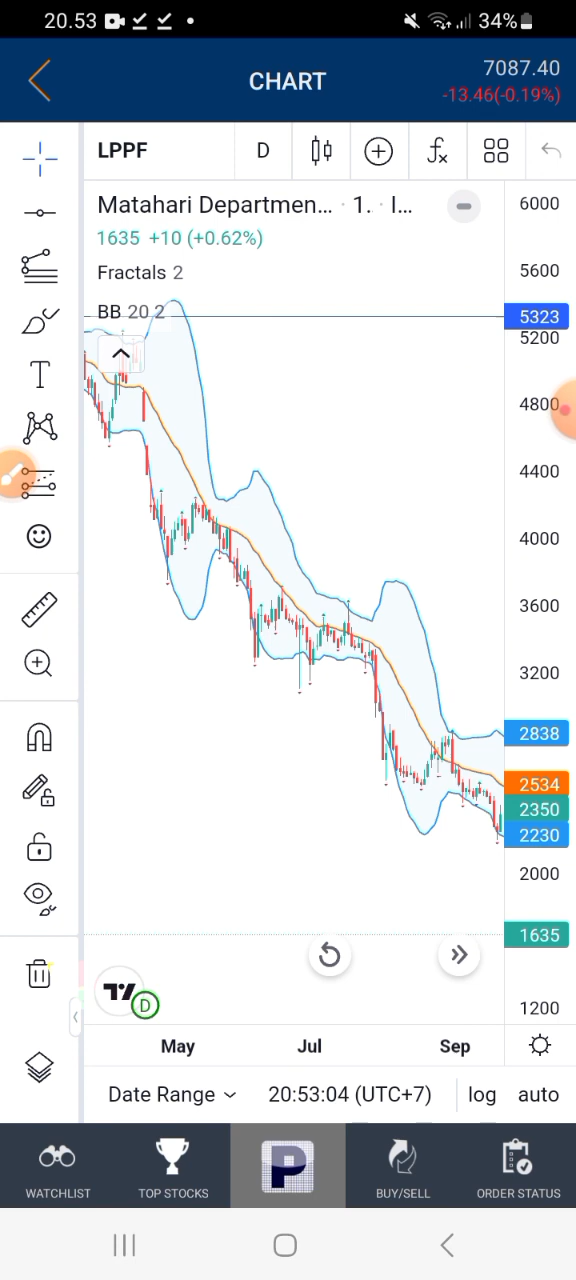 20.53 34%
CHART
7087.40
-13.46(-0.19%)
LPPF D
Matahari Departmen... · 1. · I...
1635 +10 (+0.62%)
Fractals 2
BB 20 2
T
6000
5600
5323
5200
4800
4400
4000
3600
3200
2838
2534
2350
2230
2000
1635
1200
D
May Jul Sep
Date Range 20:53:04 (UTC+7) log auto
P
WATCHLIST TOP STOCKS BUY/SELL ORDER STATUS